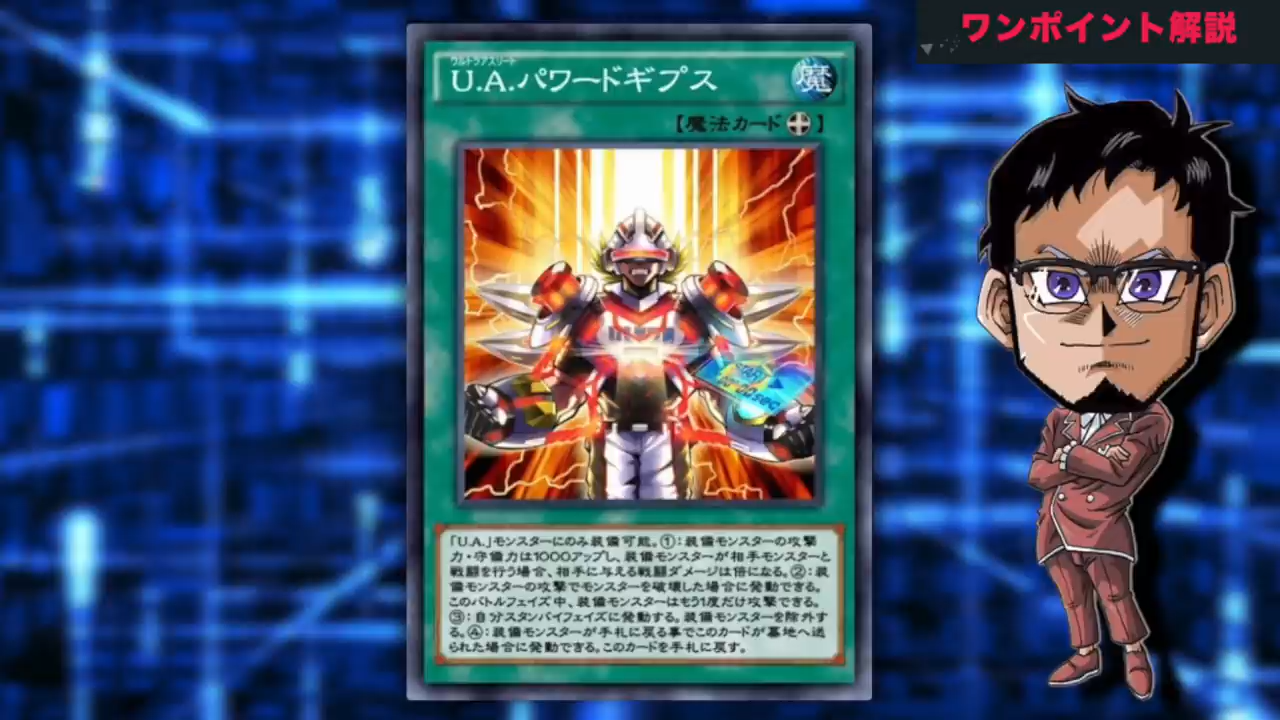 ワンポイント解説
ウルトラアスリート
U.A.パワードギプス
魔
【魔法カード】
「U.A.」モンスターにのみ装備可能。①：装備モンスターの攻撃
力・守備力は1000アップし、装備モンスターが相手モンスターと
戦闘を行う場合、相手に与える戦闘ダメージは倍になる。②：装
備モンスターの攻撃でモンスターを破壊した場合に発動できる。
このバトルフェイズ中、装備モンスターはもう1度だけ攻撃できる。
③：自分スタンバイフェイズに発動する。装備モンスターを除外す
る。④：装備モンスターが手札に戻る事でこのカードが墓地へ送
られた場合に発動できる。このカードを手札に戻す。